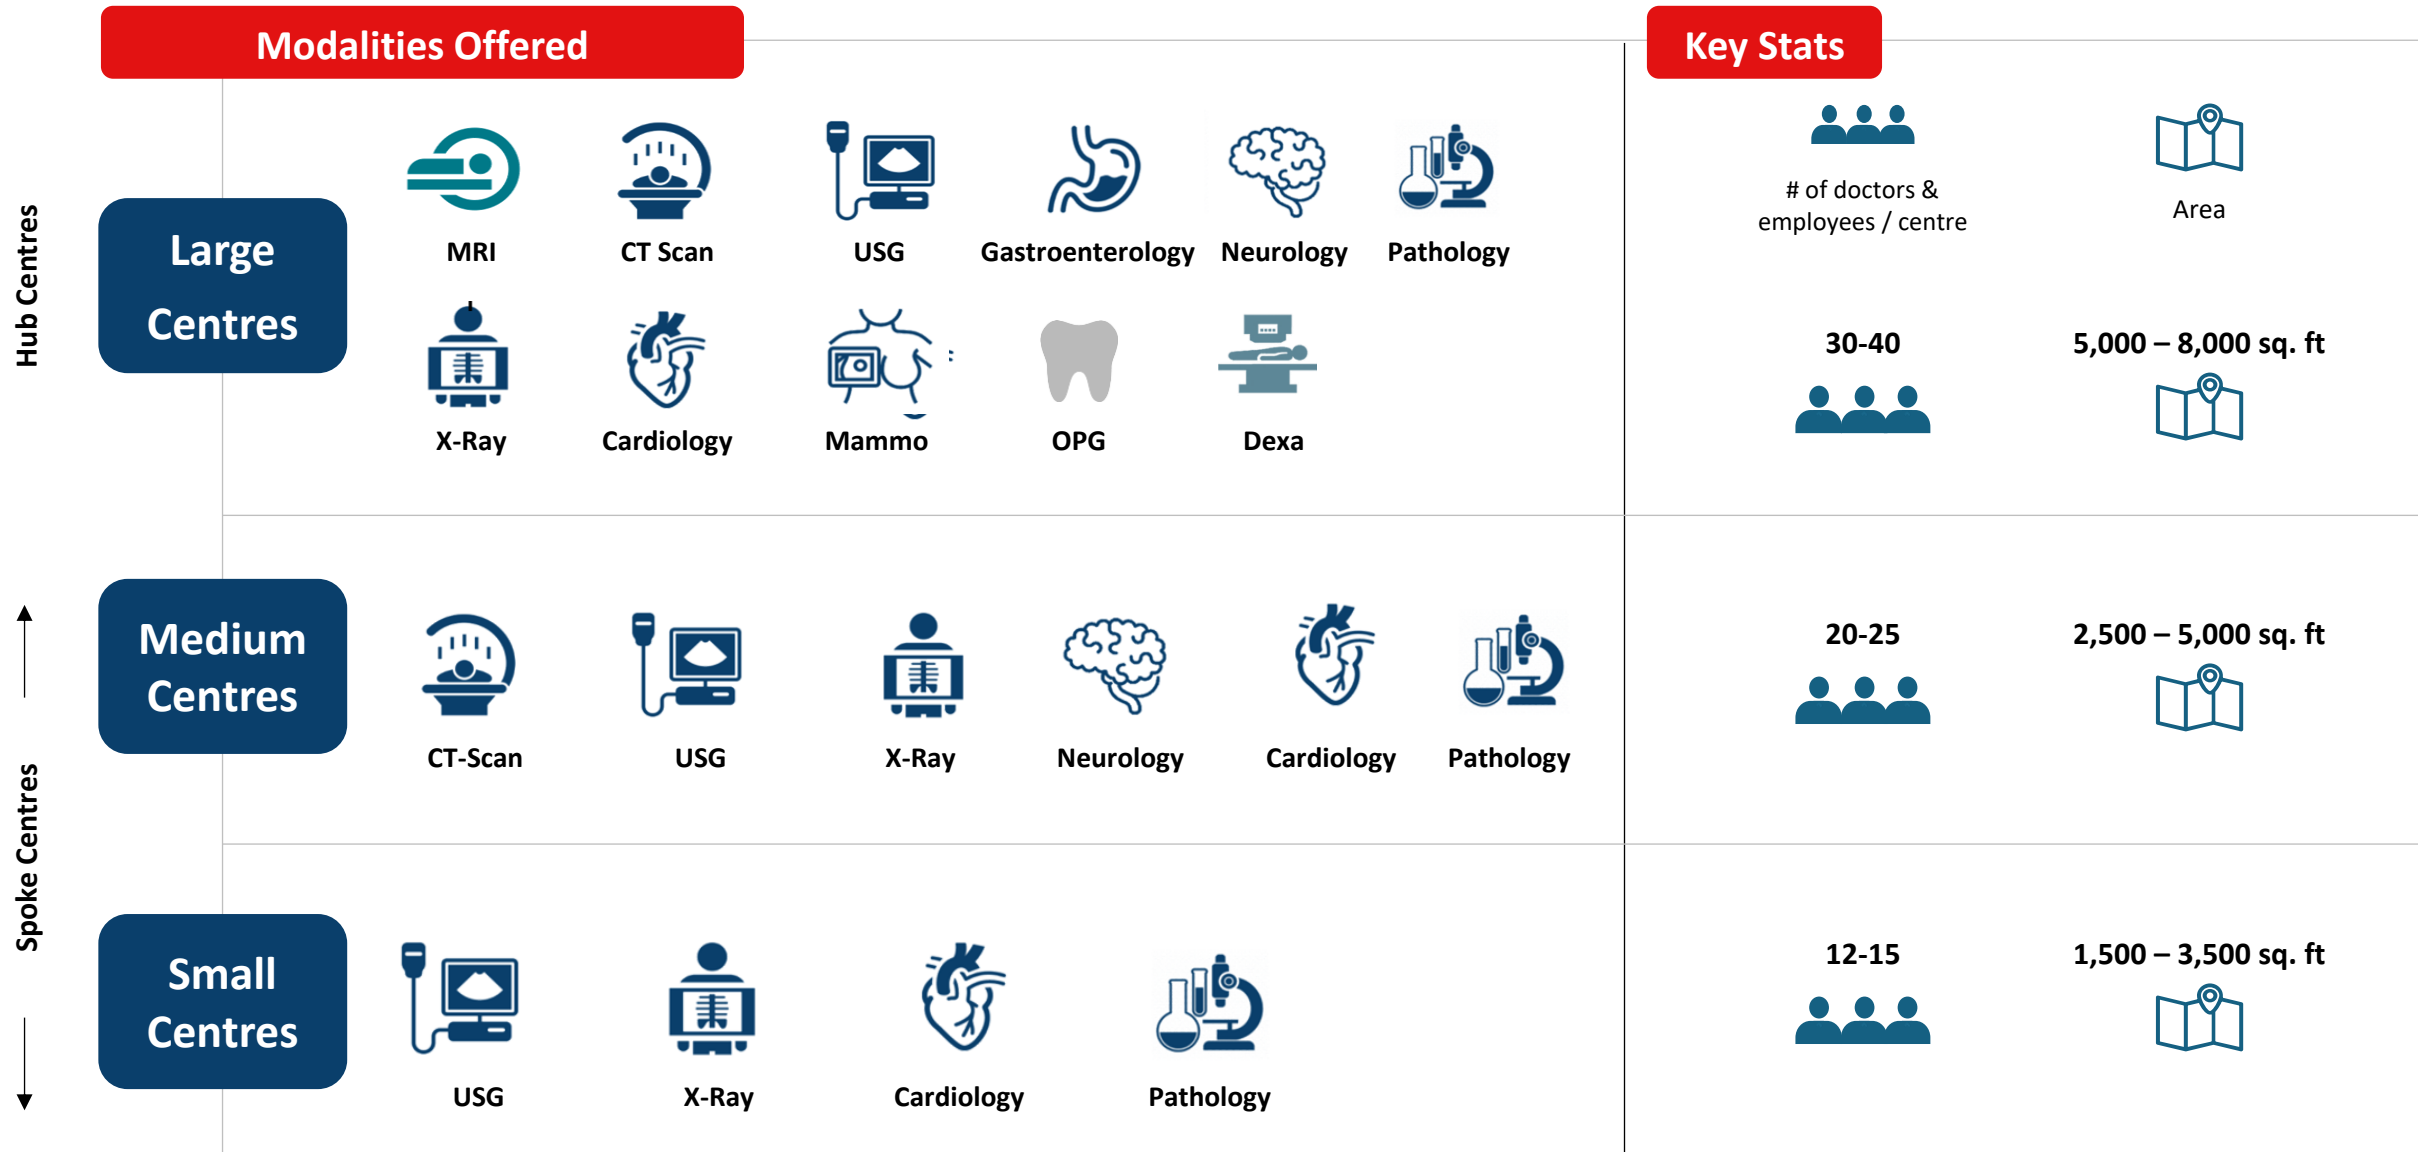 Modalities Offered
Key Stats
Hub Centres
Large
Centres
MRI
CT Scan
USG
Gastroenterology
Neurology
Pathology
X-Ray
Cardiology
Mammo
OPG
Dexa
# of doctors &
employees / centre
Area
30-40
5,000 – 8,000 sq. ft
Spoke Centres
Medium
Centres
CT-Scan
USG
X-Ray
Neurology
Cardiology
Pathology
20-25
2,500 – 5,000 sq. ft
Small
Centres
USG
X-Ray
Cardiology
Pathology
12-15
1,500 – 3,500 sq. ft